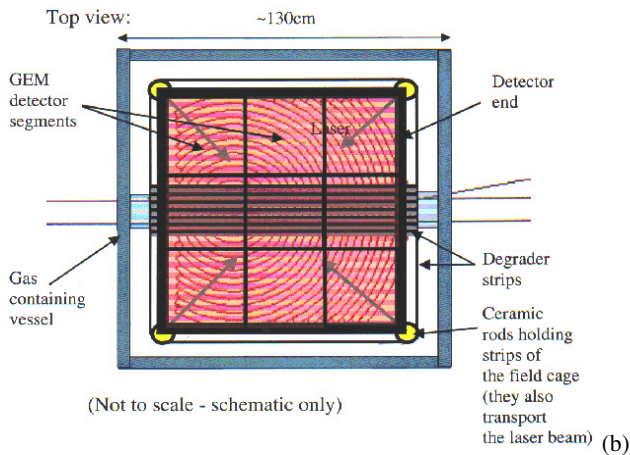 Top view:
~130cm
GEM
detector
segments
Detector
end
Laser
Gas
containing
vessel
Degrader
strips
Ceramic
rods holding
strips of
the field cage
(they also
transport
the laser beam)
(Not to scale - schematic only)
(b)